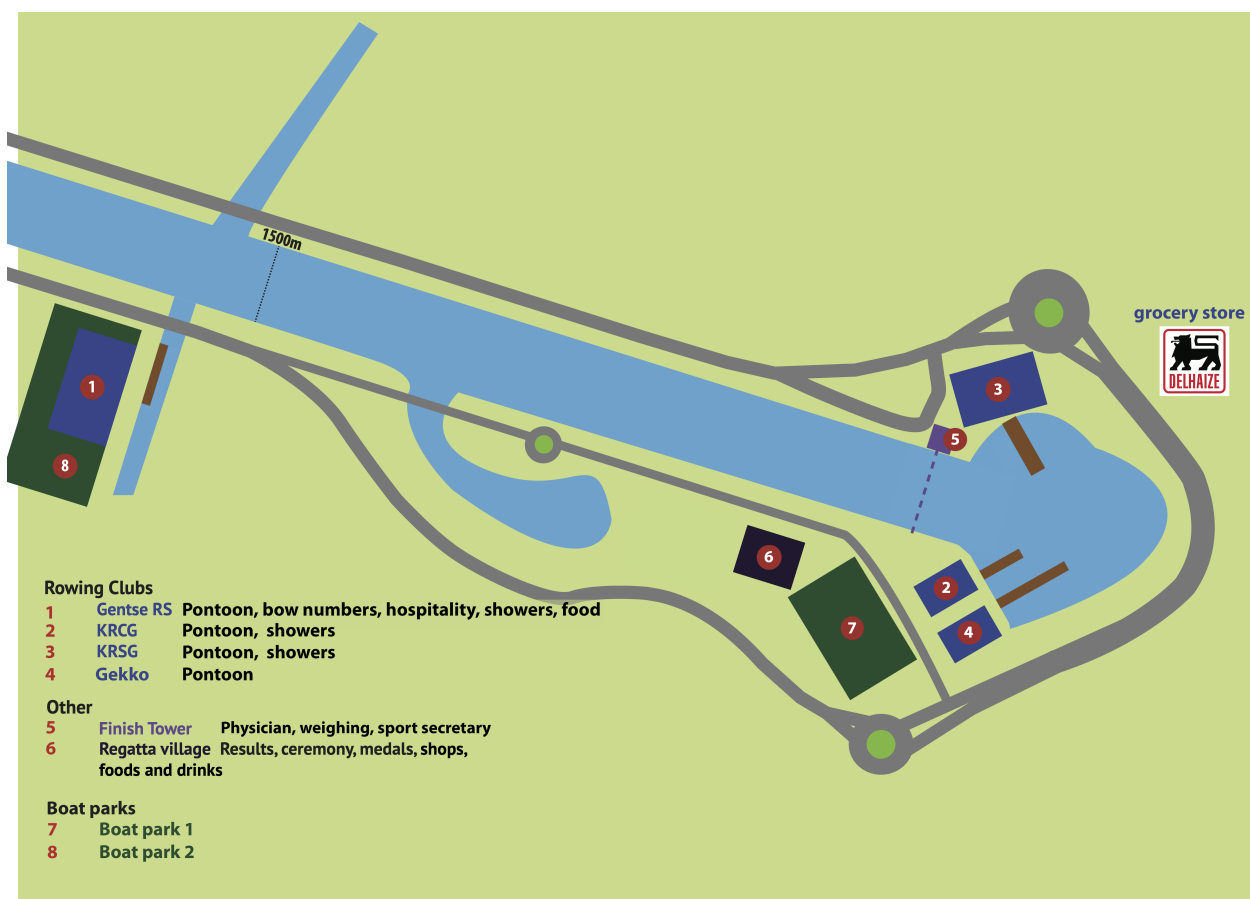 1500m
grocery store
DELHAIZE
1
8
3
5
6
2
7
4
Rowing Clubs
1 Gentse RS Pontoon, bow numbers, hospitality, showers, food
2 KRCG Pontoon, showers
3 KRSG Pontoon, showers
4 Gekko Pontoon
Other
5 Finish Tower Physician, weighing, sport secretary
6 Regatta village Results, ceremony, medals, shops,
foods and drinks
Boat parks
7 Boat park 1
8 Boat park 2